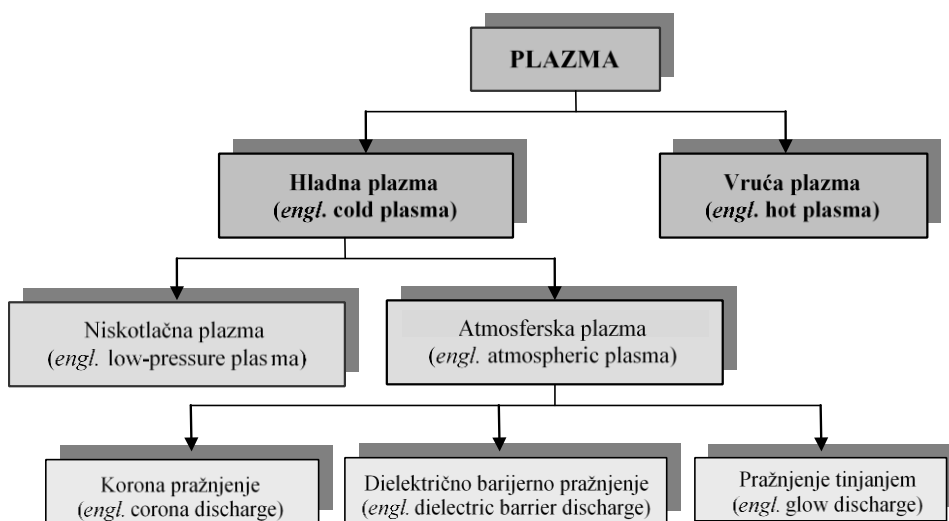 PLAZMA
Hladna plazma
(engl. cold plasma)
Vruća plazma
(engl. hot plasma)
Niskotlačna plazma
(engl. low-pressure plasma)
Atmosferska plazma
(engl. atmospheric plasma)
Korona pražnjenje
(engl. corona discharge)
Dielektrično barijerno pražnjenje
(engl. dielectric barrier discharge)
Pražnjenje tinjanjem
(engl. glow discharge)